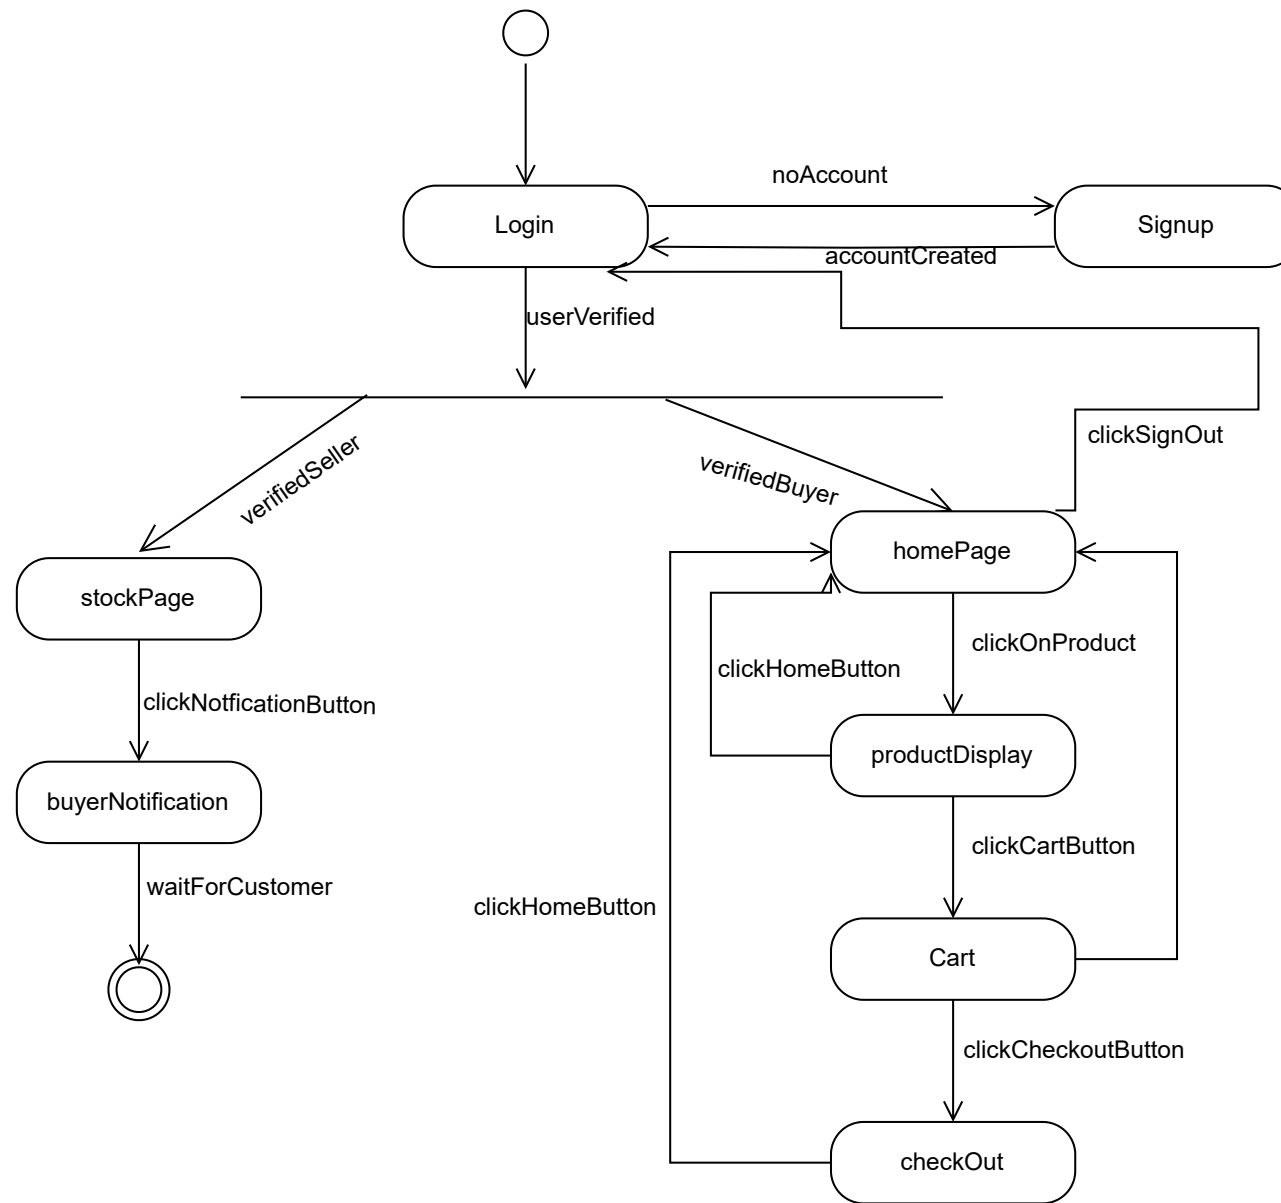 noAccount
Login
Signup
accountCreated
userVerified
clickSignOut
verifiedSeller
verifiedBuyer
homePage
stockPage
clickOnProduct
clickHomeButton
clickNotficationButton
productDisplay
buyerNotification
clickCartButton
waitForCustomer
clickHomeButton
Cart
clickCheckoutButton
checkOut